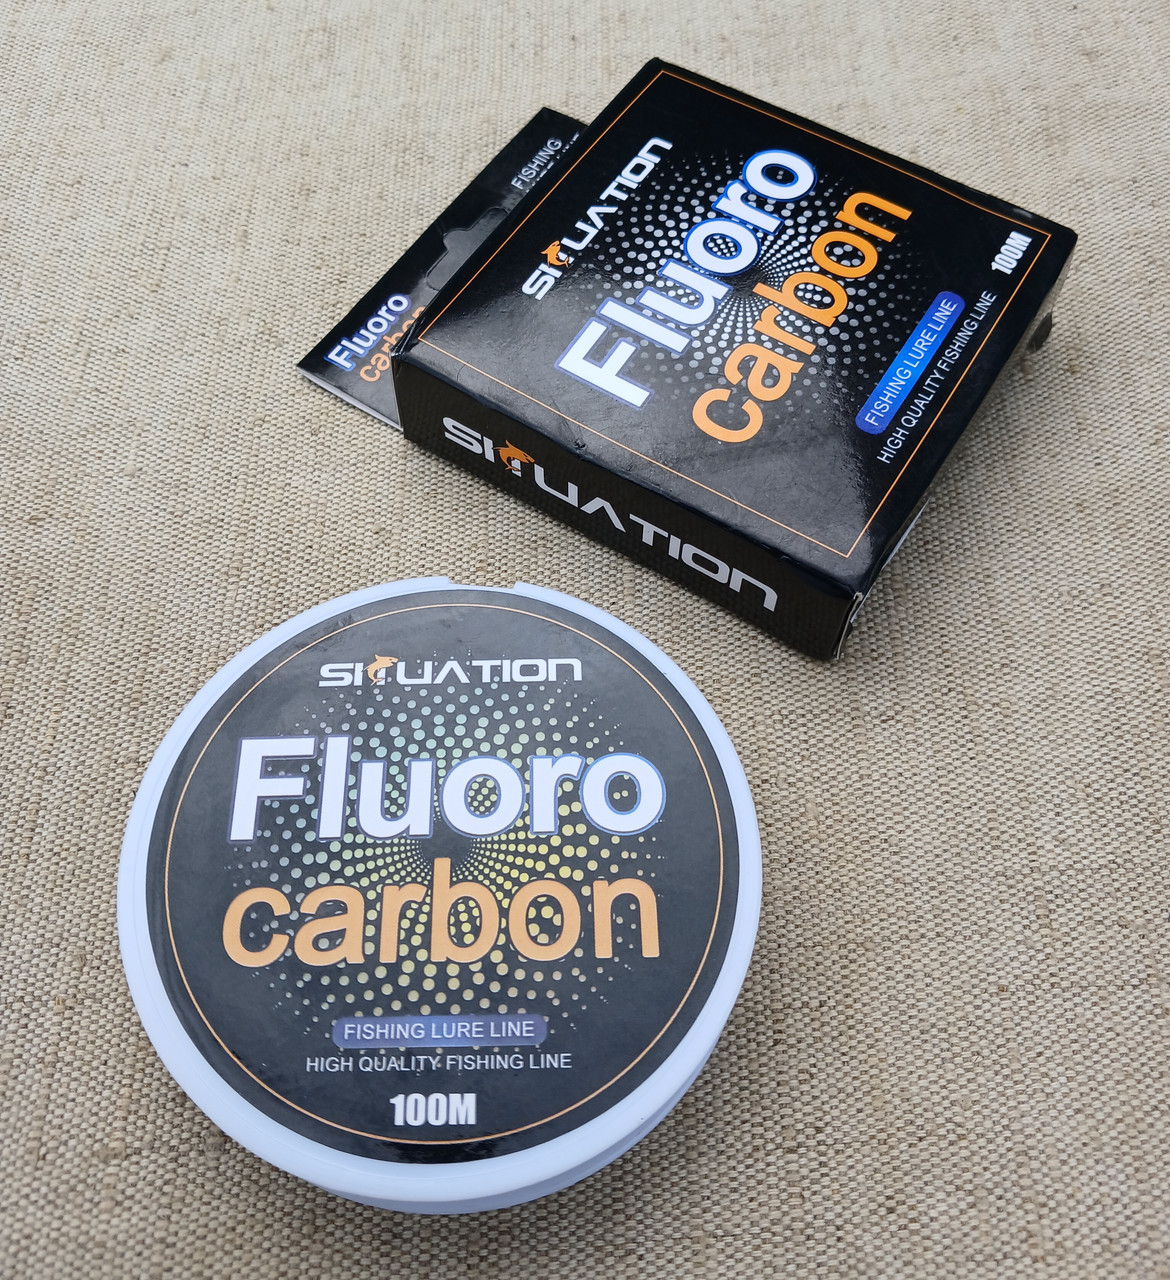 FISHING
Fluoro
carbon
SITUATION
Fluoro
carbon
100M
FISHING LURE LINE
HIGH QUALITY FISHING LINE
SITUATION
SITUATION
Fluoro
carbon
FISHING LURE LINE
HIGH QUALITY FISHING LINE
100M